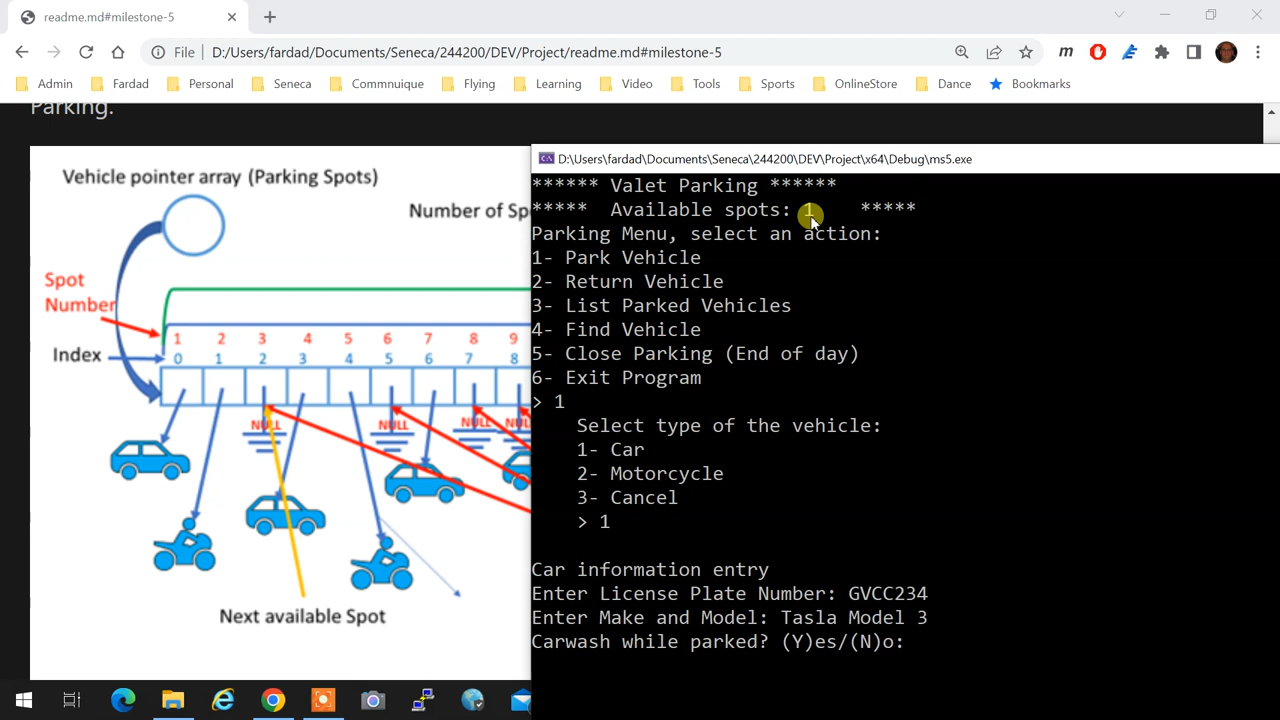 readme.md#milestone-5
File
D:/Users/fardad/Documents/Seneca/244200/DEV/Project/readme.md#milestone-5
m
Admin
Fardad
Personal
Seneca
Commnuique
Flying
Learning
Video
Tools
Sports
OnlineStore
Dance
Bookmarks
Parking.
Vehicle pointer array (Parking Spots)
Number of Sp
Spot
Number
1 2 3 4 5 6 7 8 9
Index
0 1 2 3 4 5 6 7 8
NULL NULL NULL NULL
Next available Spot
D:\Users\fardad\Documents\Seneca\244200\DEV\Project\x64\Debug\ms5.exe
****** Valet Parking ******
***** Available spots: 1 *****
Parking Menu, select an action:
1- Park Vehicle
2- Return Vehicle
3- List Parked Vehicles
4- Find Vehicle
5- Close Parking (End of day)
6- Exit Program
> 1
Select type of the vehicle:
1- Car
2- Motorcycle
3- Cancel
> 1
Car information entry
Enter License Plate Number: GVCC234
Enter Make and Model: Tasla Model 3
Carwash while parked? (Y)es/(N)o: